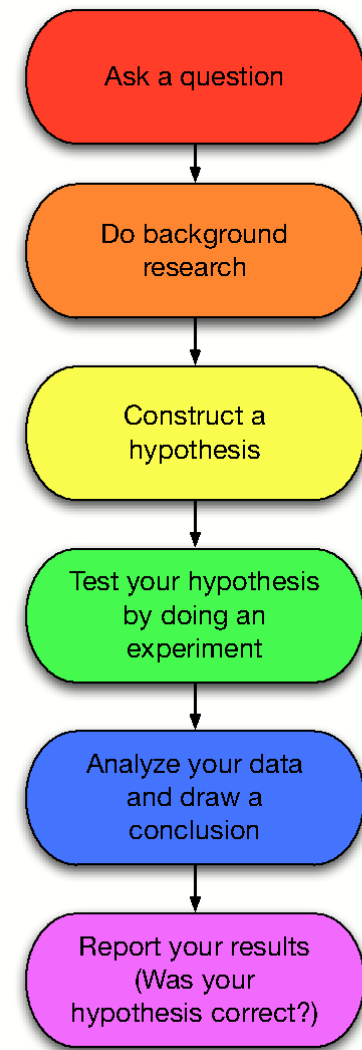 Ask a question
Do background
research
Construct a
hypothesis
Test your hypothesis
by doing an
experiment
Analyze your data
and draw a
conclusion
Report your results
(Was your
hypothesis correct?)